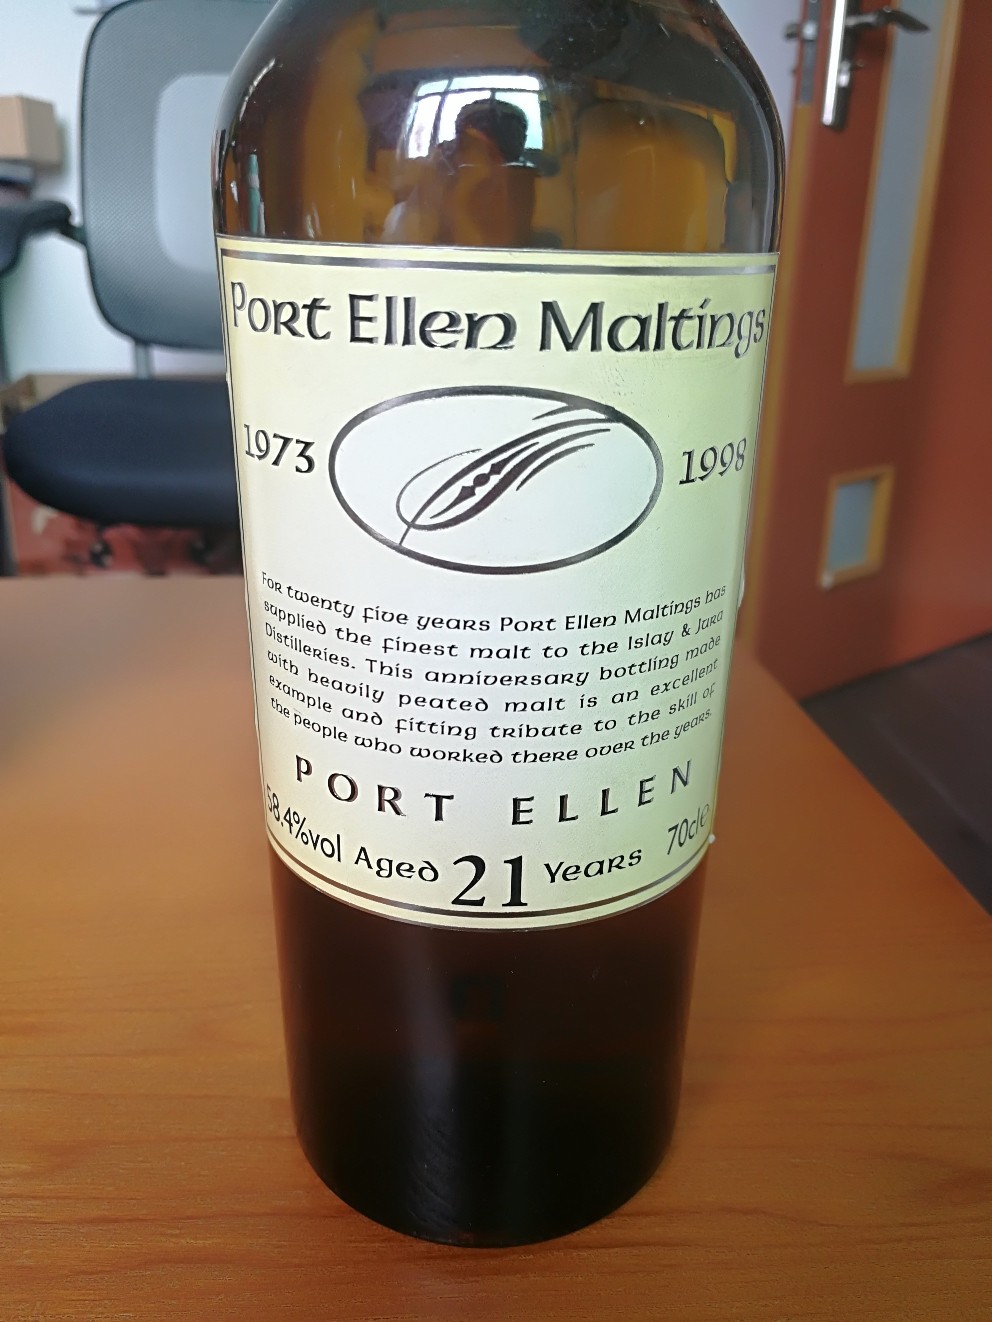 Port Ellen Maltings
1973 1998
For twenty five years Port Ellen Maltings has
supplied the finest malt to the Islay & Jura
Distilleries. This anniversary bottling made
with heavily peated malt is an excellent
example and fitting tribute to the skill of
the people who worked there over the years.
PORT ELLEN
58.4%vol Aged 21 Years 70cle